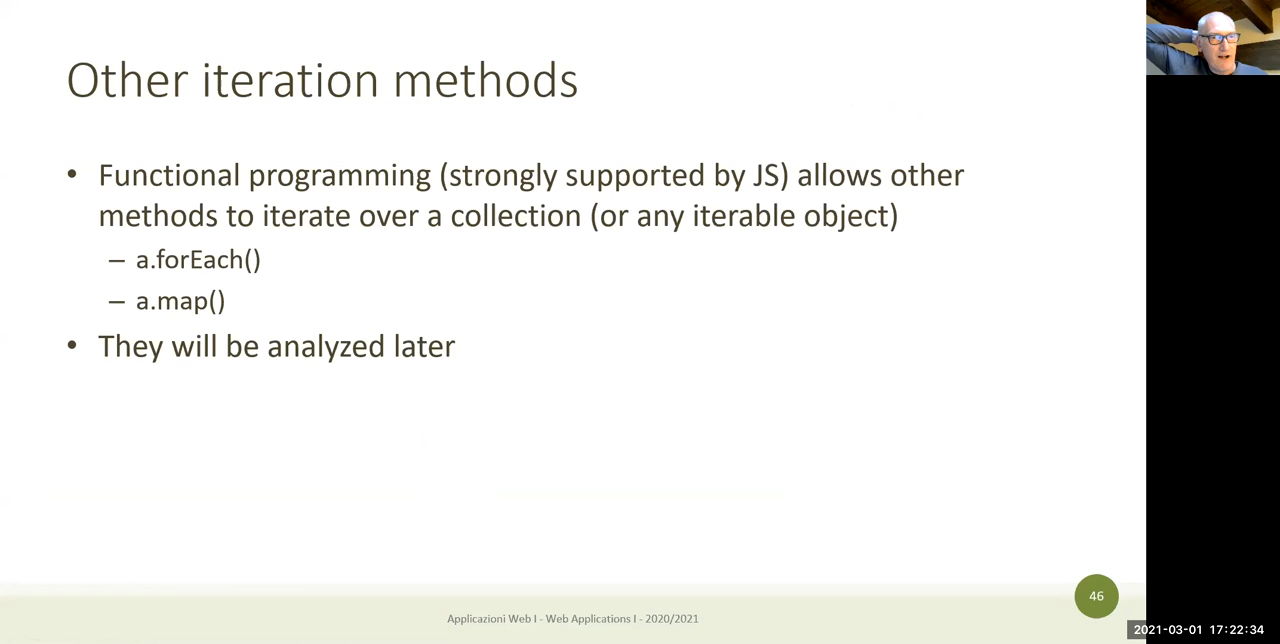 Other iteration methods
• Functional programming (strongly supported by JS) allows other
methods to iterate over a collection (or any iterable object)
– a.forEach()
– a.map()
• They will be analyzed later
46
Applicazioni Web I - Web Applications I - 2020/2021
2021-03-01 17:22:34